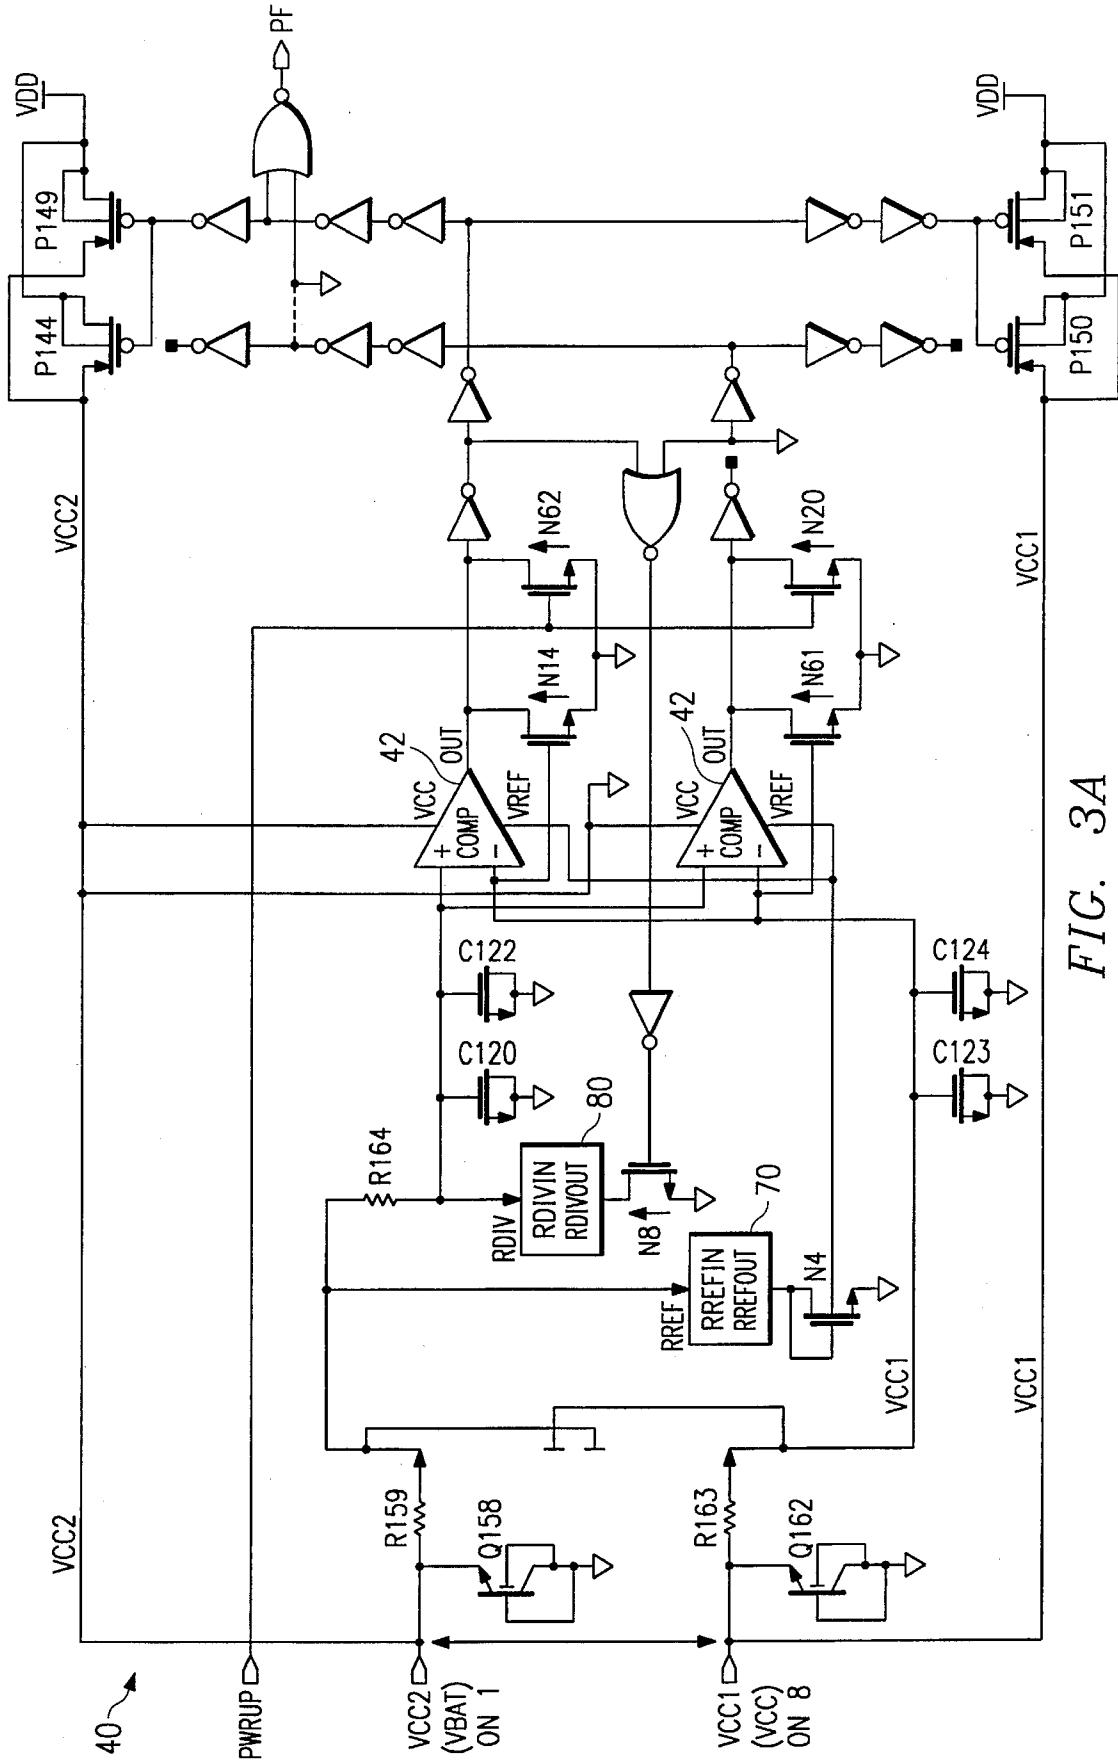 40
PWRUP
VCC2
(VBAT)
ON 1
VCC1
(VCC)
ON 8
VCC2
R159
Q158
R163
Q162
VCC1
VCC1
RREF
RREFIN
RREFOUT
70
N4
RDIV
RDIVIN
RDIVOUT
80
N8
R164
C120
C122
C123
C124
+
COMP
-
VCC
VREF
OUT
42
+
COMP
-
VCC
VREF
OUT
42
N14
N62
N61
N20
VCC2
VCC1
P144
P149
VDD
PF
P150
P151
VDD
FIG. 3A